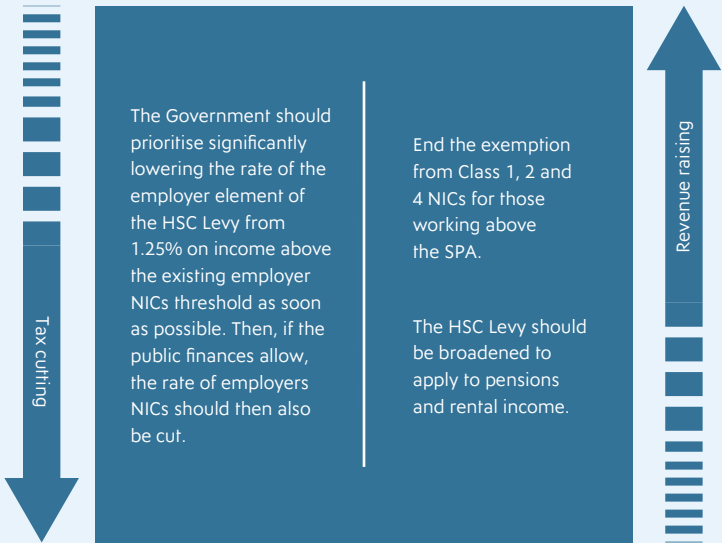 Tax cutting
The Government should
prioritise significantly
lowering the rate of the
employer element of
the HSC Levy from
1.25% on income above
the existing employer
NICs threshold as soon
as possible. Then, if the
public finances allow,
the rate of employers
NICs should then also
be cut.
End the exemption
from Class 1, 2 and
4 NICs for those
working above
the SPA.
The HSC Levy should
be broadened to
apply to pensions
and rental income.
Revenue raising